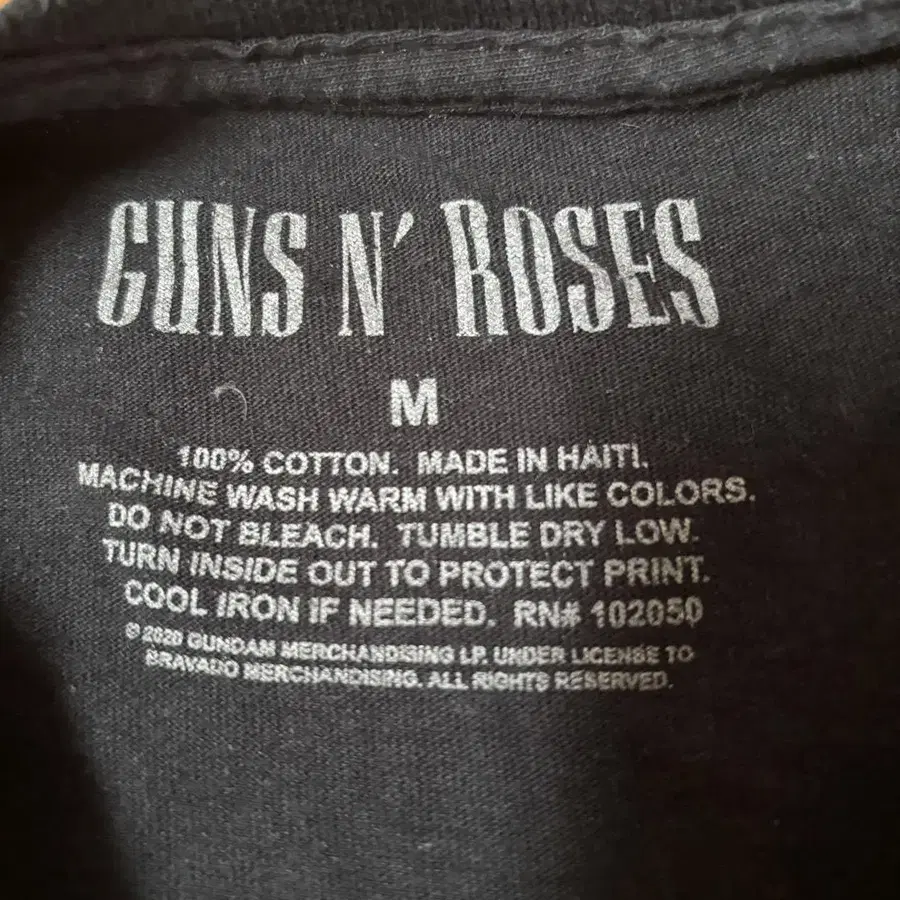 GUNS N' ROSES
M
100% COTTON. MADE IN HAITI.
MACHINE WASH WARM WITH LIKE COLORS.
DO NOT BLEACH. TUMBLE DRY LOW.
TURN INSIDE OUT TO PROTECT PRINT.
COOL IRON IF NEEDED. RN# 102050
© 2020 GUNDAM MERCHANDISING LP. UNDER LICENSE TO
BRAVADO MERCHANDISING. ALL RIGHTS RESERVED.